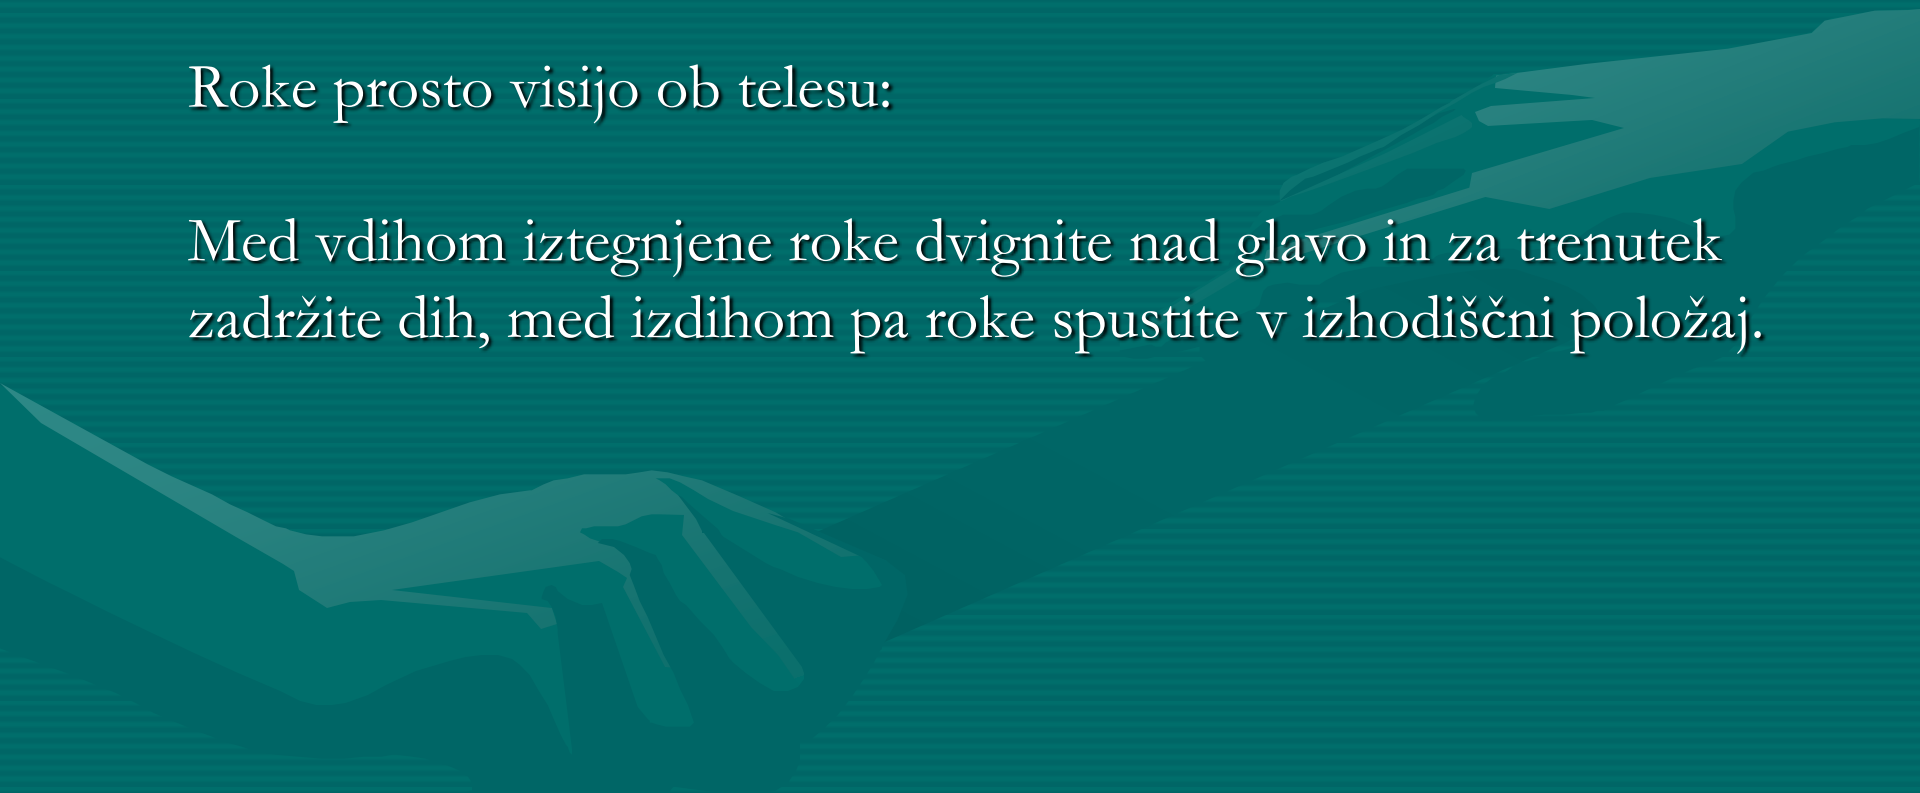 Roke prosto visijo ob telesu:
Med vdihom iztegnjene roke dvignite nad glavo in za trenutek
zadržite dih, med izdihom pa roke spustite v izhodiščni položaj.